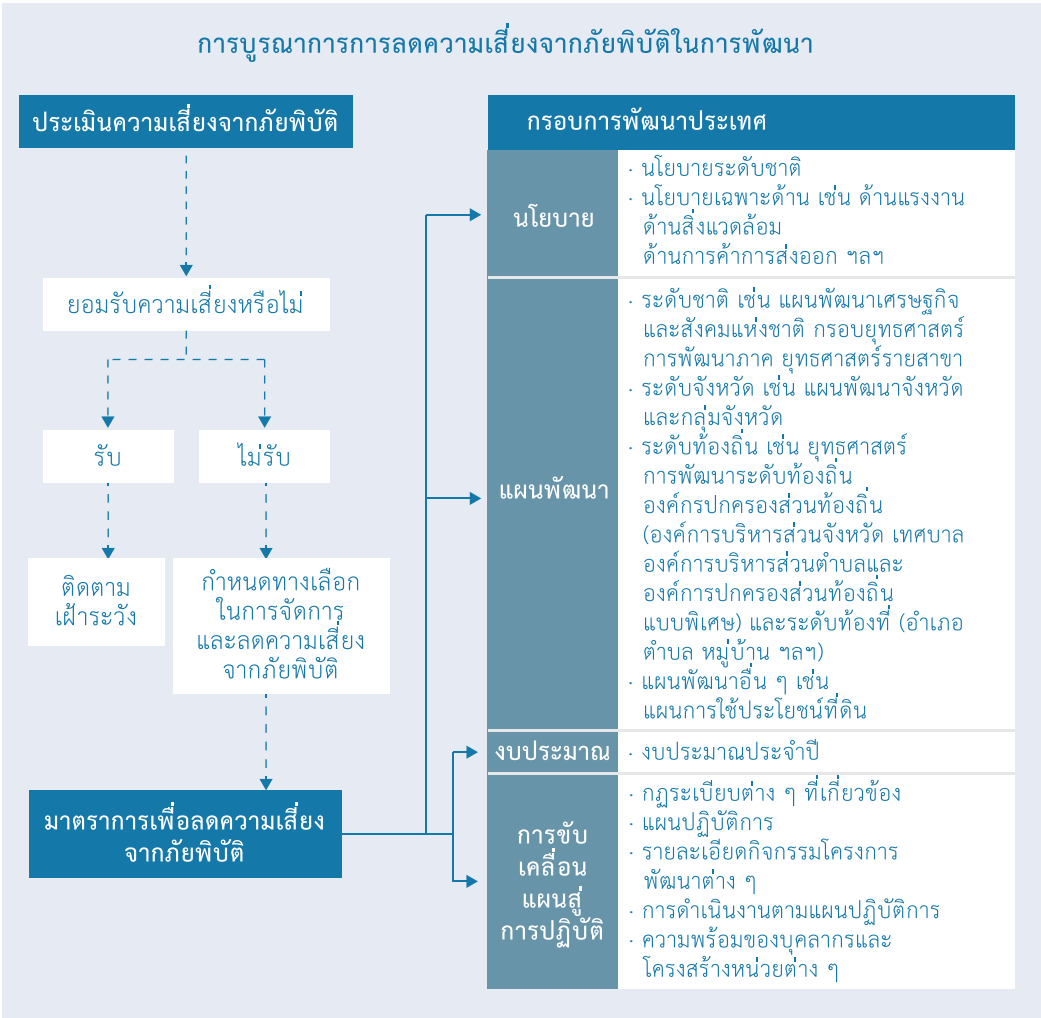 การบูรณาการการลดความเสี่ยงจากภัยพิบัติในการพัฒนา
ประเมินความเสี่ยงจากภัยพิบัติ
ยอมรับความเสี่ยงหรือไม่
รับ
ไม่รับ
ติดตาม
เฝ้าระวัง
กำหนดทางเลือก
ในการจัดการ
และลดความเสี่ยง
จากภัยพิบัติ
มาตราการเพื่อลดความเสี่ยง
จากภัยพิบัติ
กรอบการพัฒนาประเทศ
นโยบาย
· นโยบายระดับชาติ
· นโยบายเฉพาะด้าน เช่น ด้านแรงงาน
ด้านสิ่งแวดล้อม
ด้านการค้าการส่งออก ฯลฯ
แผนพัฒนา
· ระดับชาติ เช่น แผนพัฒนาเศรษฐกิจ
และสังคมแห่งชาติ กรอบยุทธศาสตร์
การพัฒนาภาค ยุทธศาสตร์รายสาขา
· ระดับจังหวัด เช่น แผนพัฒนาจังหวัด
และกลุ่มจังหวัด
· ระดับท้องถิ่น เช่น ยุทธศาสตร์
การพัฒนาระดับท้องถิ่น
องค์กรปกครองส่วนท้องถิ่น
(องค์การบริหารส่วนจังหวัด เทศบาล
องค์การบริหารส่วนตำบลและ
องค์การปกครองส่วนท้องถิ่น
แบบพิเศษ) และระดับท้องที่ (อำเภอ
ตำบล หมู่บ้าน ฯลฯ)
· แผนพัฒนาอื่น ๆ เช่น
แผนการใช้ประโยชน์ที่ดิน
งบประมาณ
· งบประมาณประจำปี
การขับ
เคลื่อน
แผนสู่
การปฏิบัติ
· กฎระเบียบต่าง ๆ ที่เกี่ยวข้อง
· แผนปฏิบัติการ
· รายละเอียดกิจกรรมโครงการ
พัฒนาต่าง ๆ
· การดำเนินงานตามแผนปฏิบัติการ
· ความพร้อมของบุคลากรและ
โครงสร้างหน่วยต่าง ๆ